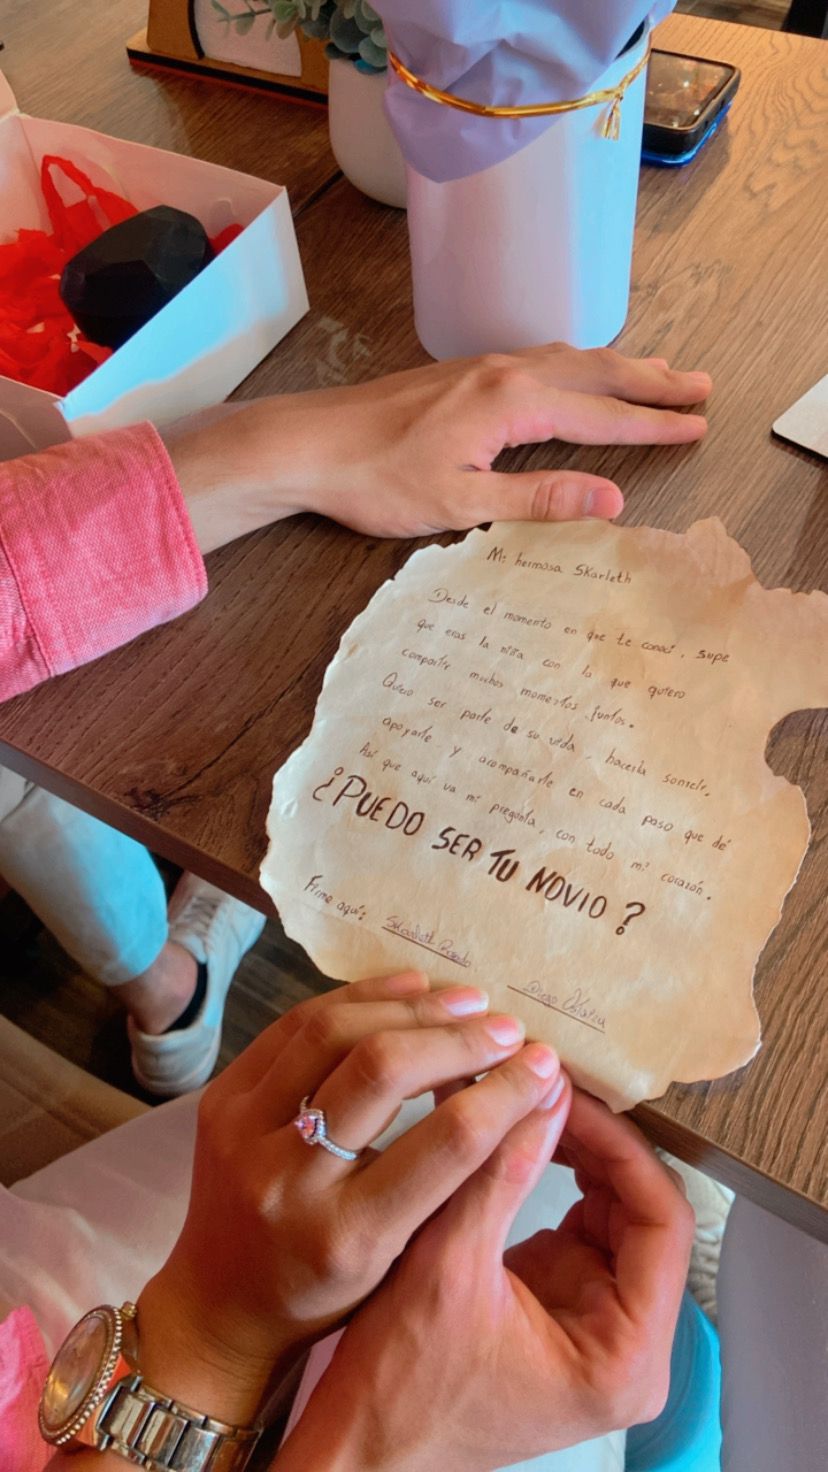 Mi hermosa Skarleth
Desde el momento en que te conocí, supe
que eras la niña con la que quiero
compartir muchos momentos juntos.
Quiero ser parte de su vida, hacerla sonreír,
apoyarle y acompañarle en cada paso que dé
Así que aquí va mi pregunta, con todo mi corazón.
¿PUEDO SER TU NOVIO?
Firme aquí: Skarleth
Diego